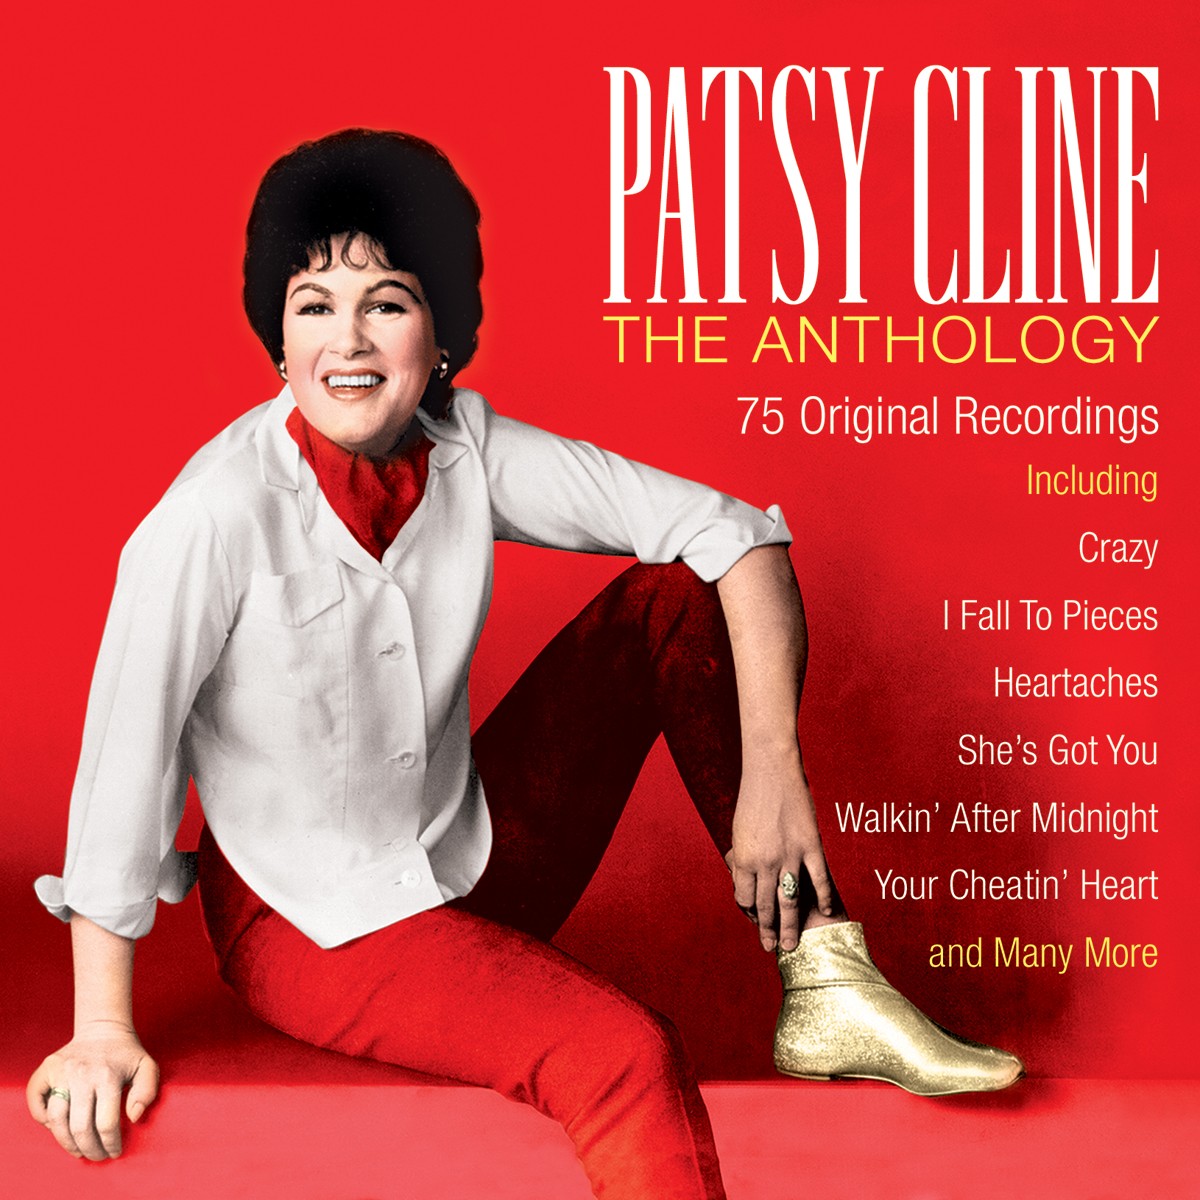 PATSY CLINE
THE ANTHOLOGY
75 Original Recordings
Including
Crazy
I Fall To Pieces
Heartaches
She's Got You
Walkin' After Midnight
Your Cheatin' Heart
and Many More